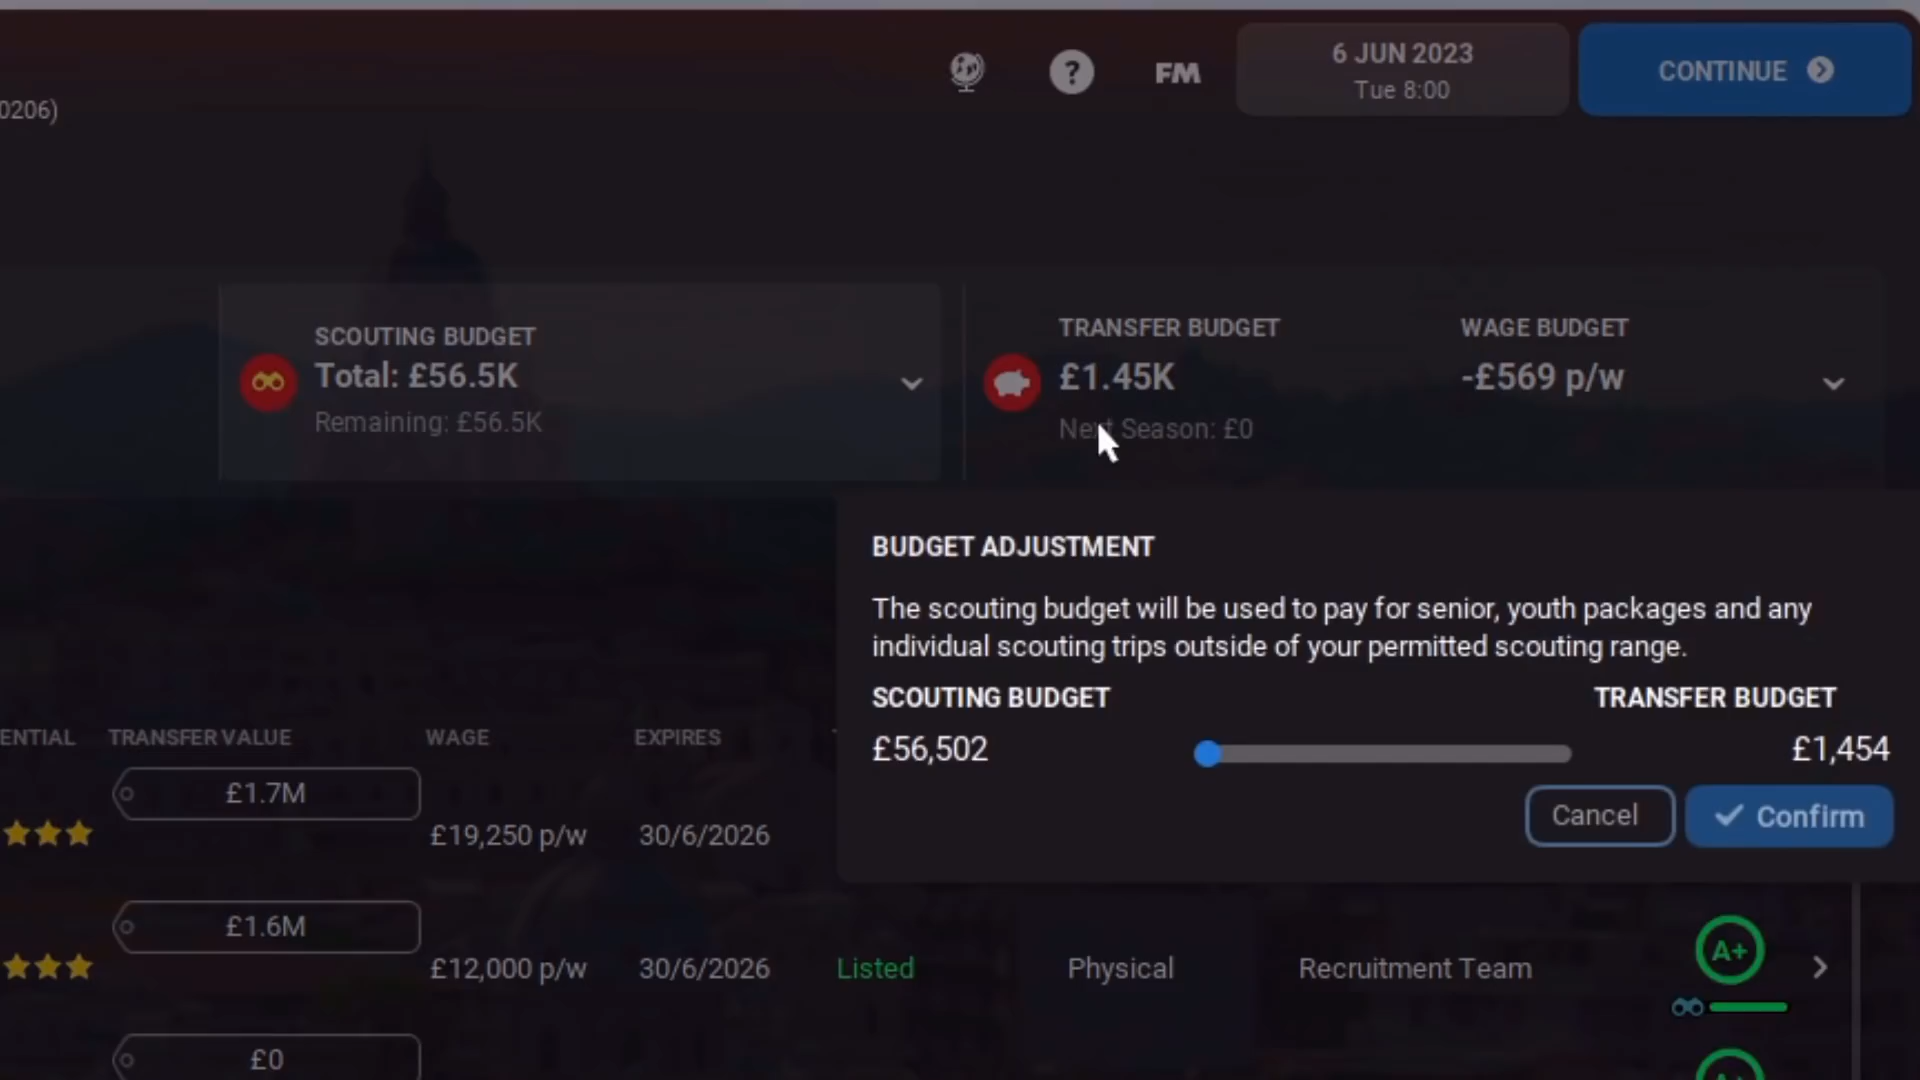 6 JUN 2023
Tue 8:00
CONTINUE
?
FM
0206)
SCOUTING BUDGET
Total: £56.5K
Remaining: £56.5K
TRANSFER BUDGET
£1.45K
Next Season: £0
WAGE BUDGET
-£569 p/w
BUDGET ADJUSTMENT
The scouting budget will be used to pay for senior, youth packages and any
individual scouting trips outside of your permitted scouting range.
SCOUTING BUDGET
TRANSFER BUDGET
£56,502
£1,454
Cancel
Confirm
ENTIAL
TRANSFER VALUE
WAGE
EXPIRES
£1.7M
£19,250 p/w
30/6/2026
£1.6M
£12,000 p/w
30/6/2026
Listed
Physical
Recruitment Team
A+
£0